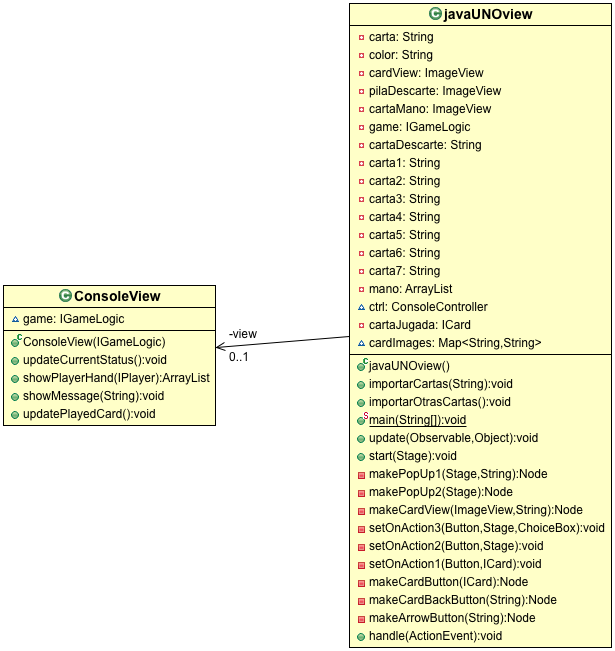 javaUNOview
carta: String
color: String
cardView: ImageView
pilaDescarte: ImageView
cartaMano: ImageView
game: IGameLogic
cartaDescarte: String
carta1: String
carta2: String
carta3: String
carta4: String
carta5: String
carta6: String
carta7: String
mano: ArrayList
ctrl: ConsoleController
cartaJugada: ICard
cardImages: Map<String,String>
javaUNOview()
importarCartas(String):void
importarOtrasCartas():void
main(String[]):void
update(Observable,Object):void
start(Stage):void
makePopUp1(Stage,String):Node
makePopUp2(Stage):Node
makeCardView(ImageView,String):Node
setOnAction3(Button,Stage,ChoiceBox):void
setOnAction2(Button,Stage):void
setOnAction1(Button,ICard):void
makeCardButton(ICard):Node
makeCardBackButton(String):Node
makeArrowButton(String):Node
handle(ActionEvent):void
-view
0..1
ConsoleView
game: IGameLogic
ConsoleView(IGameLogic)
updateCurrentStatus():void
showPlayerHand(IPlayer):ArrayList
showMessage(String):void
updatePlayedCard():void